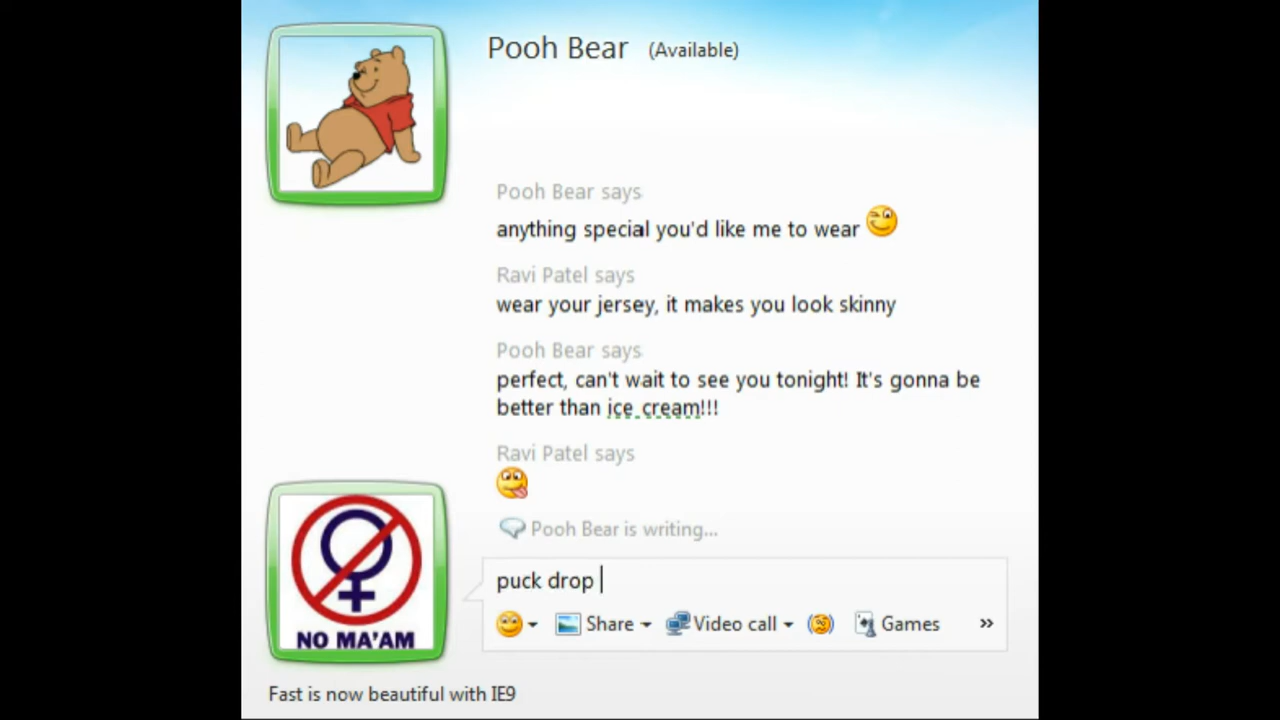 Pooh Bear (Available)
Pooh Bear says
anything special you'd like me to wear
Ravi Patel says
wear your jersey, it makes you look skinny
Pooh Bear says
perfect, can't wait to see you tonight! It's gonna be
better than ice cream!!!
Ravi Patel says
Pooh Bear is writing...
puck drop
NO MA'AM
Share Video call Games »
Fast is now beautiful with IE9